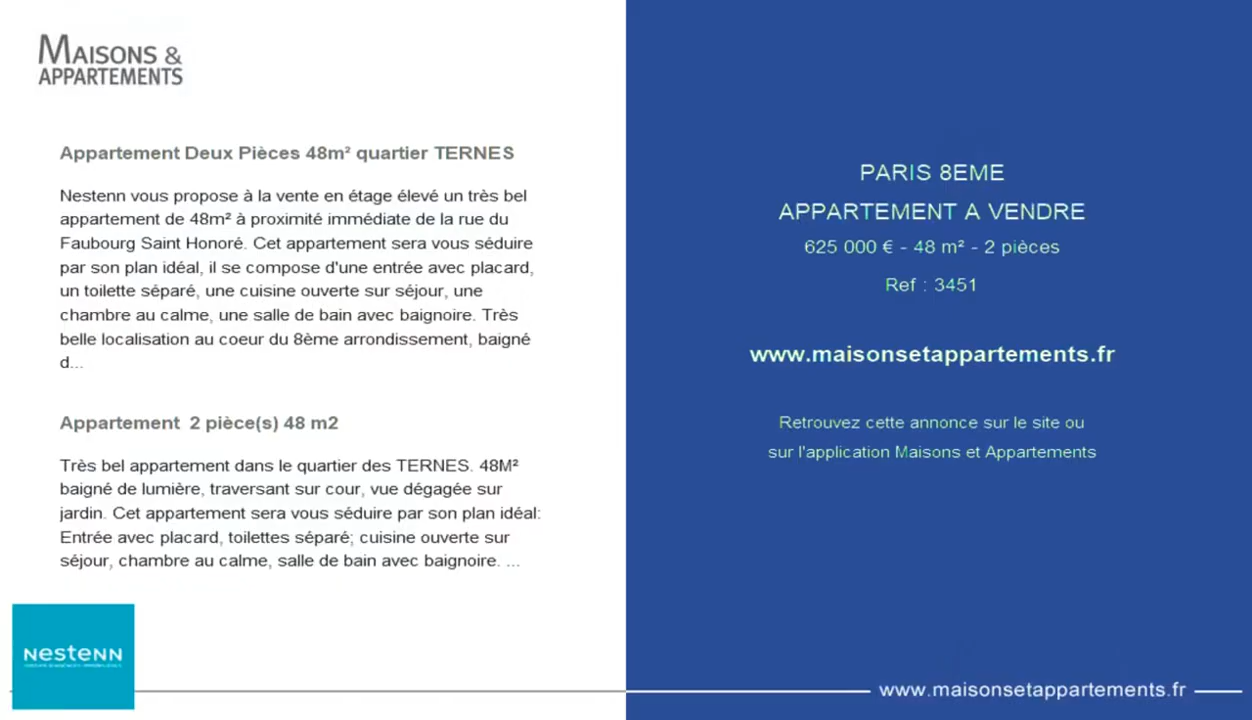 MAISONS &
APPARTEMENTS
Appartement Deux Pièces 48m² quartier TERNES
Nestenn vous propose à la vente en étage élevé un très bel
appartement de 48m² à proximité immédiate de la rue du
Faubourg Saint Honoré. Cet appartement sera vous séduire
par son plan idéal, il se compose d'une entrée avec placard,
un toilette séparé, une cuisine ouverte sur séjour, une
chambre au calme, une salle de bain avec baignoire. Très
belle localisation au coeur du 8ème arrondissement, baigné
d...
Appartement  2 pièce(s) 48 m2
Très bel appartement dans le quartier des TERNES. 48M²
baigné de lumière, traversant sur cour, vue dégagée sur
jardin. Cet appartement sera vous séduire par son plan idéal:
Entrée avec placard, toilettes séparé; cuisine ouverte sur
séjour, chambre au calme, salle de bain avec baignoire. ...
nestenn
PARIS 8EME
APPARTEMENT A VENDRE
625 000 € - 48 m² - 2 pièces
Ref : 3451
www.maisonsetappartements.fr
Retrouvez cette annonce sur le site ou
sur l'application Maisons et Appartements
www.maisonsetappartements.fr